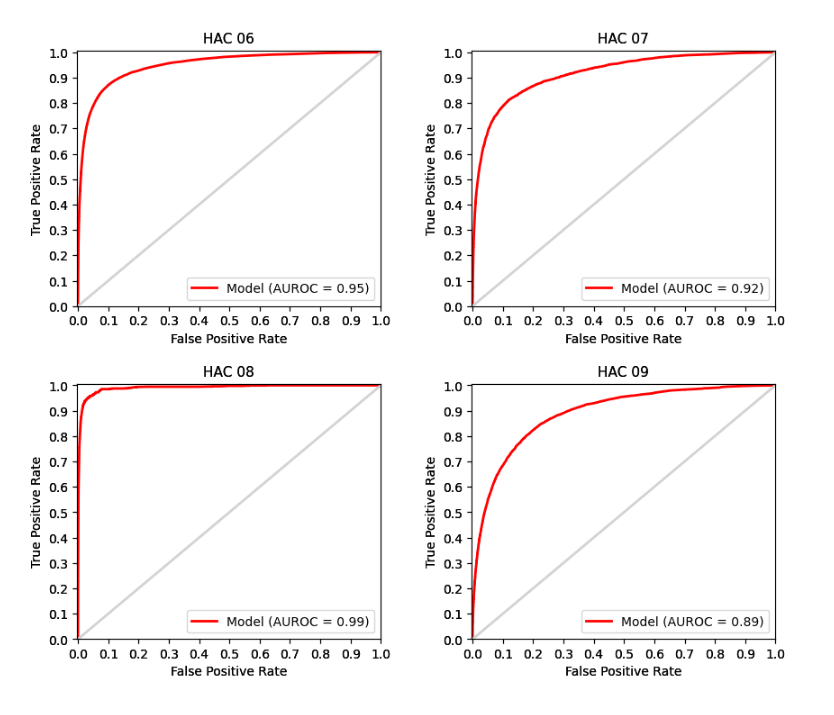 HAC 06
1.0
0.9
0.8
0.7
0.6
0.5
0.4
0.3
0.2
0.1
0.0
True Positive Rate
Model (AUROC = 0.95)
0.0 0.1 0.2 0.3 0.4 0.5 0.6 0.7 0.8 0.9 1.0
False Positive Rate
HAC 07
1.0
0.9
0.8
0.7
0.6
0.5
0.4
0.3
0.2
0.1
0.0
True Positive Rate
Model (AUROC = 0.92)
0.0 0.1 0.2 0.3 0.4 0.5 0.6 0.7 0.8 0.9 1.0
False Positive Rate
HAC 08
1.0
0.9
0.8
0.7
0.6
0.5
0.4
0.3
0.2
0.1
0.0
True Positive Rate
Model (AUROC = 0.99)
0.0 0.1 0.2 0.3 0.4 0.5 0.6 0.7 0.8 0.9 1.0
False Positive Rate
HAC 09
1.0
0.9
0.8
0.7
0.6
0.5
0.4
0.3
0.2
0.1
0.0
True Positive Rate
Model (AUROC = 0.89)
0.0 0.1 0.2 0.3 0.4 0.5 0.6 0.7 0.8 0.9 1.0
False Positive Rate